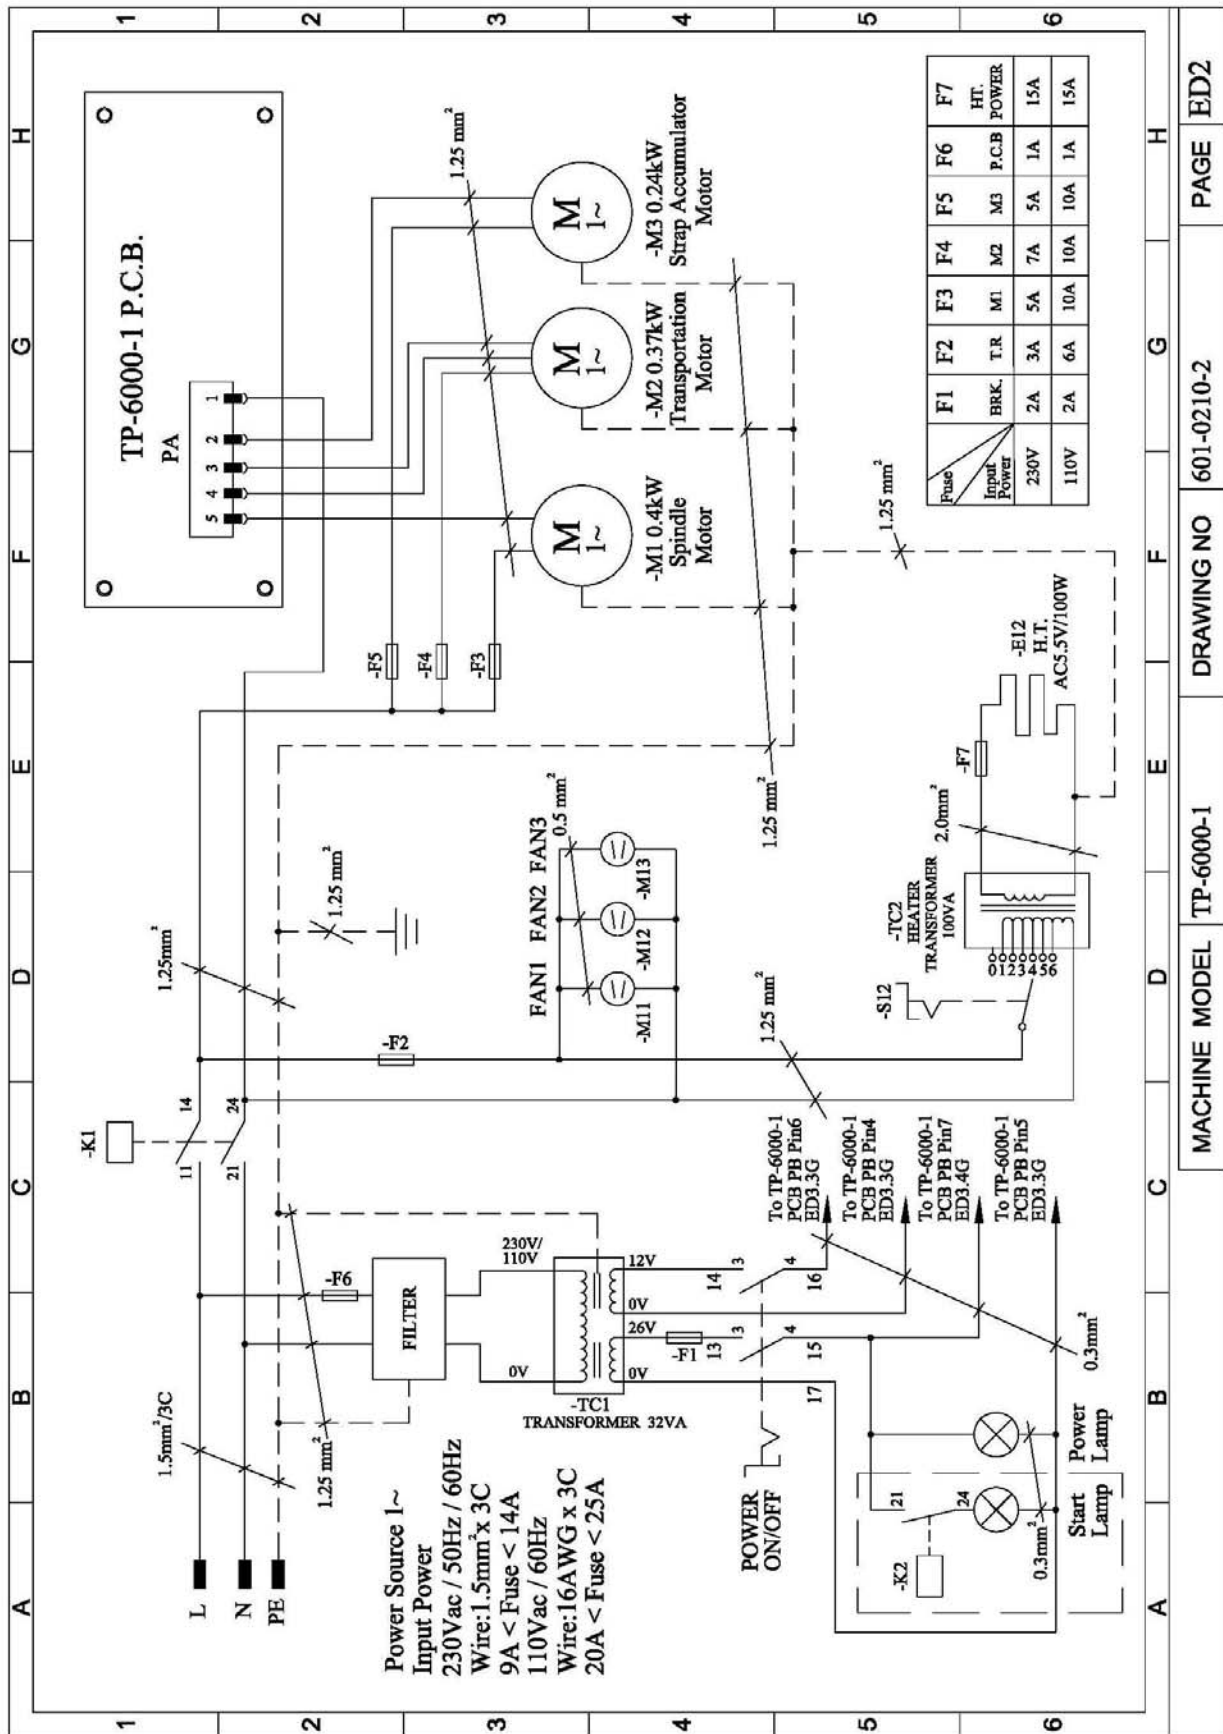 A B C D E F G H
1
2
3
4
5
6
L
N
PE
1.5mm²/3C
1.25 mm²
Power Source 1~
Input Power
230Vac / 50Hz / 60Hz
Wire:1.5mm²x 3C
9A < Fuse < 14A
110Vac / 60Hz
Wire:16AWG x 3C
20A < Fuse < 25A
-F6
FILTER
230V/
110V
0V
-TC1
TRANSFORMER 32VA
12V
0V
26V
0V
-F1
14
3
4
16
13
3
4
15
17
POWER
ON/OFF
To TP-6000-1
PCB PB Pin6
ED3.3G
To TP-6000-1
PCB PB Pin4
ED3.3G
To TP-6000-1
PCB PB Pin7
ED3.4G
To TP-6000-1
PCB PB Pin5
ED3.3G
0.3mm²
-K2
21
24
0.3mm²
Start
Lamp
Power
Lamp
-K1
11
14
21
24
1.25mm²
1.25 mm²
-F2
FAN1 FAN2 FAN3
0.5 mm²
-M11
-M12
-M13
1.25 mm²
-S12
-TC2
HEATER
TRANSFORMER
100VA
0123456
2.0mm²
-F7
-E12
H.T.
AC5.5V/100W
1.25 mm²
1.25 mm²
-F5
-F4
-F3
TP-6000-1 P.C.B.
PA
5 4 3 2 1
1.25 mm²
M
1~
-M1 0.4kW
Spindle
Motor
M
1~
-M2 0.37kW
Transportation
Motor
M
1~
-M3 0.24kW
Strap Accumulator
Motor
Fuse F1 F2 F3 F4 F5 F6 F7
Input Power BRK. T.R M1 M2 M3 P.C.B HT. POWER
230V 2A 3A 5A 7A 5A 1A 15A
110V 2A 6A 10A 10A 10A 1A 15A
1
2
3
4
5
6
A B C D E F G H
MACHINE MODEL TP-6000-1 DRAWING NO 601-0210-2 PAGE ED2